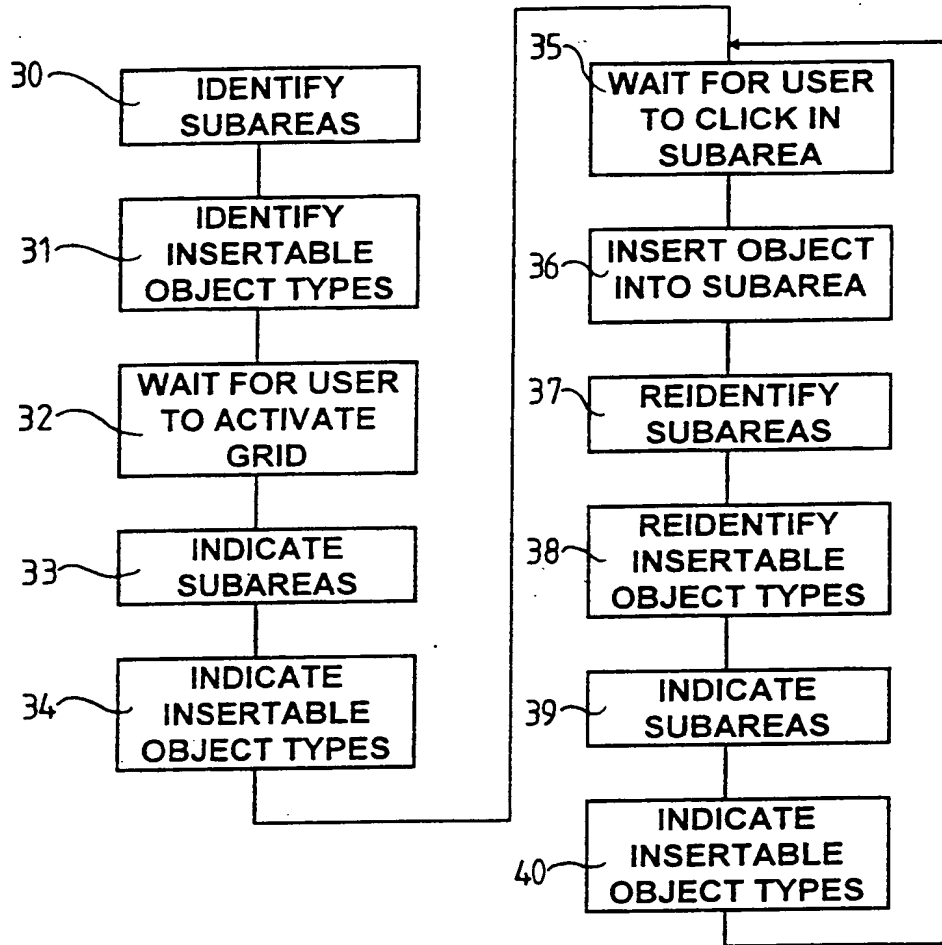 30
IDENTIFY
SUBAREAS
31
IDENTIFY
INSERTABLE
OBJECT TYPES
32
WAIT FOR USER
TO ACTIVATE
GRID
33
INDICATE
SUBAREAS
34
INDICATE
INSERTABLE
OBJECT TYPES
35
WAIT FOR USER
TO CLICK IN
SUBAREA
36
INSERT OBJECT
INTO SUBAREA
37
REIDENTIFY
SUBAREAS
38
REIDENTIFY
INSERTABLE
OBJECT TYPES
39
INDICATE
SUBAREAS
40
INDICATE
INSERTABLE
OBJECT TYPES